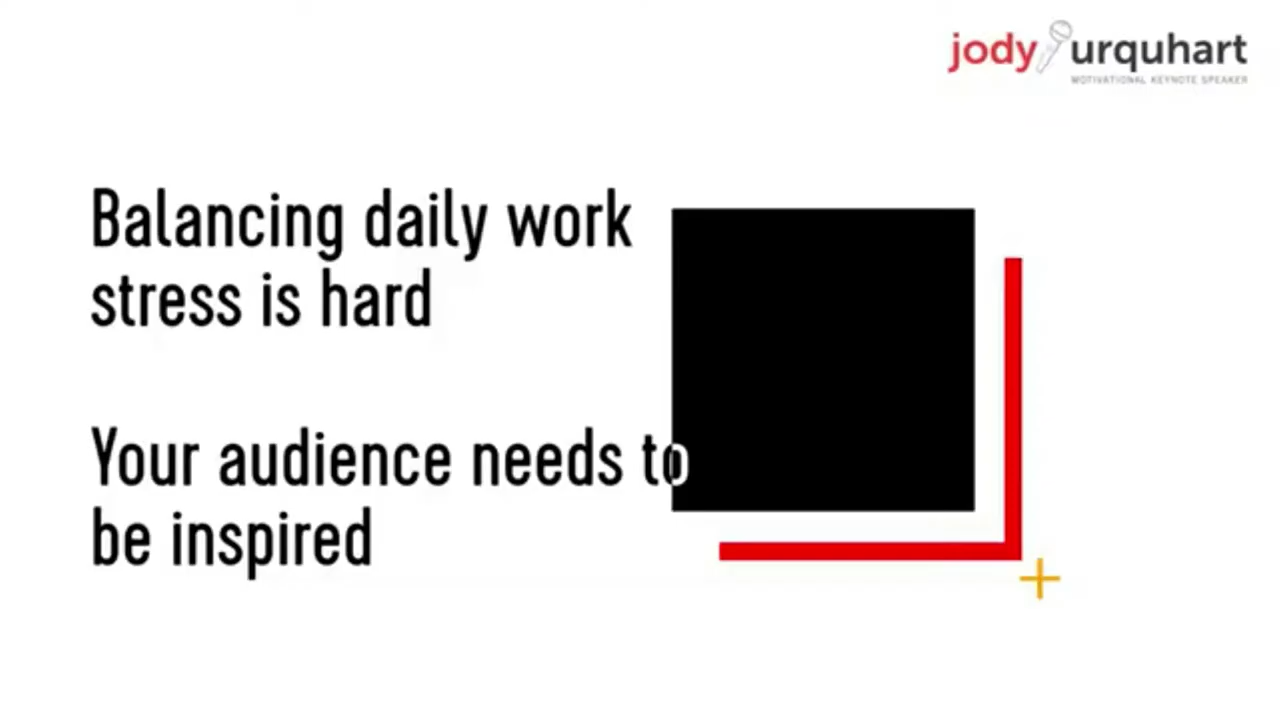 jody urquhart
MOTIVATIONAL KEYNOTE SPEAKER
Balancing daily work
stress is hard
Your audience needs to
be inspired